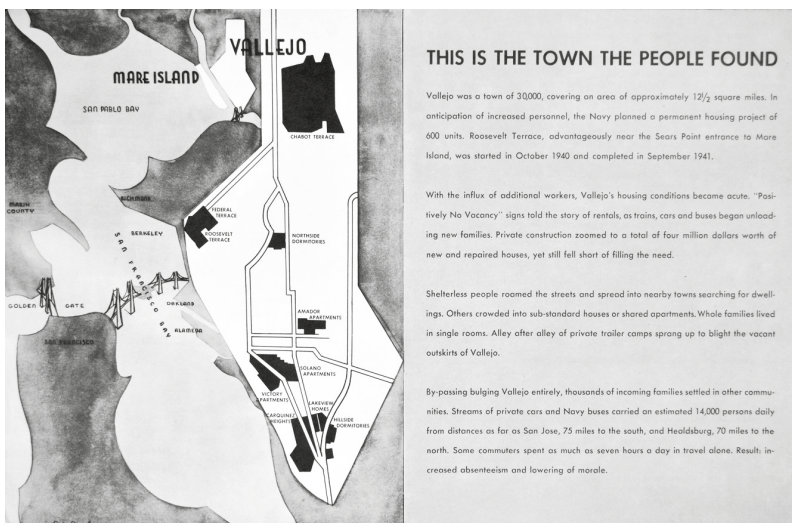 VALLEJO
MARE ISLAND
SAN PABLO BAY
CHABOT TERRACE
MARIN
COUNTY
RICHMOND
FEDERAL
TERRACE
ROOSEVELT
TERRACE
NORTHSIDE
DORMITORIES
BERKELEY
SAN FRANCISCO BAY
GOLDEN GATE
OAKLAND
ALAMEDA
SAN FRANCISCO
AMADOR
APARTMENTS
SOLANO
APARTMENTS
VICTORY
APARTMENTS
LAKEVIEW
HOMES
CARQUINEZ
HEIGHTS
HILLSIDE
DORMITORIES
THIS IS THE TOWN THE PEOPLE FOUND
Vallejo was a town of 30,000, covering an area of approximately 12½ square miles. In
anticipation of increased personnel, the Navy planned a permanent housing project of
600 units. Roosevelt Terrace, advantageously near the Sears Point entrance to Mare
Island, was started in October 1940 and completed in September 1941.
With the influx of additional workers, Vallejo's housing conditions became acute. "Posi-
tively No Vacancy" signs told the story of rentals, as trains, cars and buses began unload-
ing new families. Private construction zoomed to a total of four million dollars worth of
new and repaired houses, yet still fell short of filling the need.
Shelterless people roamed the streets and spread into nearby towns searching for dwell-
ings. Others crowded into sub-standard houses or shared apartments. Whole families lived
in single rooms. Alley after alley of private trailer camps sprang up to blight the vacant
outskirts of Vallejo.
By-passing bulging Vallejo entirely, thousands of incoming families settled in other commu-
nities. Streams of private cars and Navy buses carried an estimated 14,000 persons daily
from distances as far as San Jose, 75 miles to the south, and Healdsburg, 70 miles to the
north. Some commuters spent as much as seven hours a day in travel alone. Result: in-
creased absenteeism and lowering of morale.